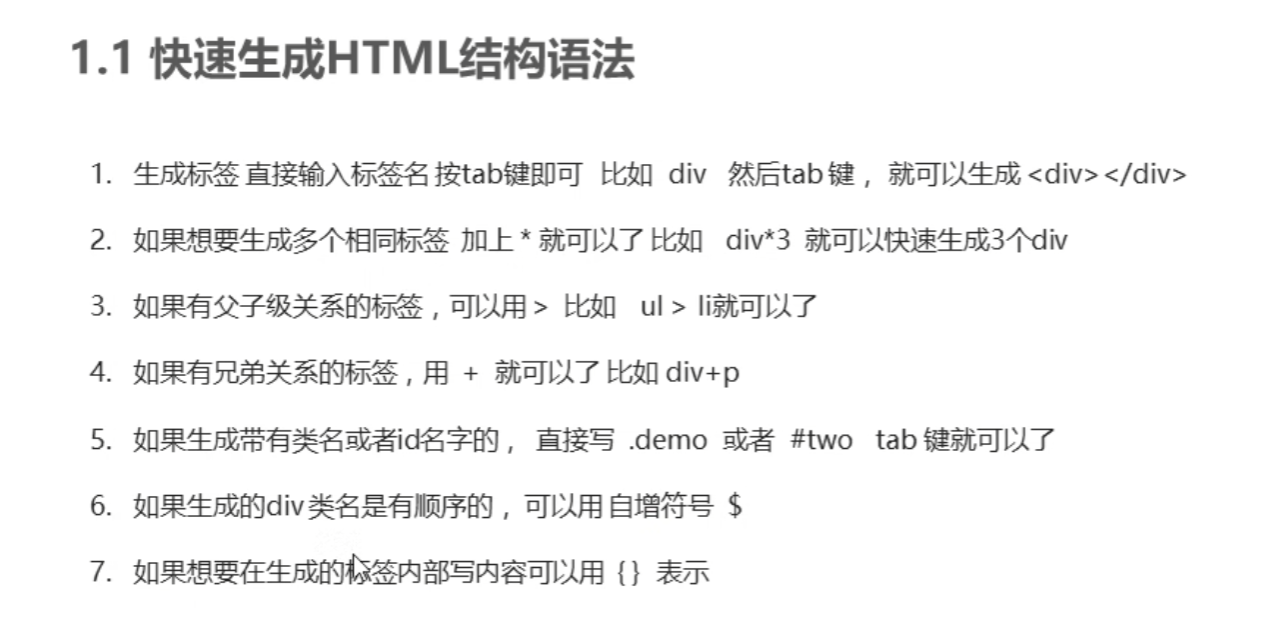 1.1 快速生成HTML结构语法
1. 生成标签 直接输入标签名 按tab键即可 比如 div 然后tab 键， 就可以生成 <div></div>
2. 如果想要生成多个相同标签 加上 * 就可以了 比如 div*3 就可以快速生成3个div
3. 如果有父子级关系的标签，可以用 > 比如 ul > li就可以了
4. 如果有兄弟关系的标签，用 + 就可以了 比如 div+p
5. 如果生成带有类名或者id名字的， 直接写 .demo 或者 #two tab 键就可以了
6. 如果生成的div 类名是有顺序的， 可以用 自增符号 $
7. 如果想要在生成的标签内部写内容可以用 { } 表示